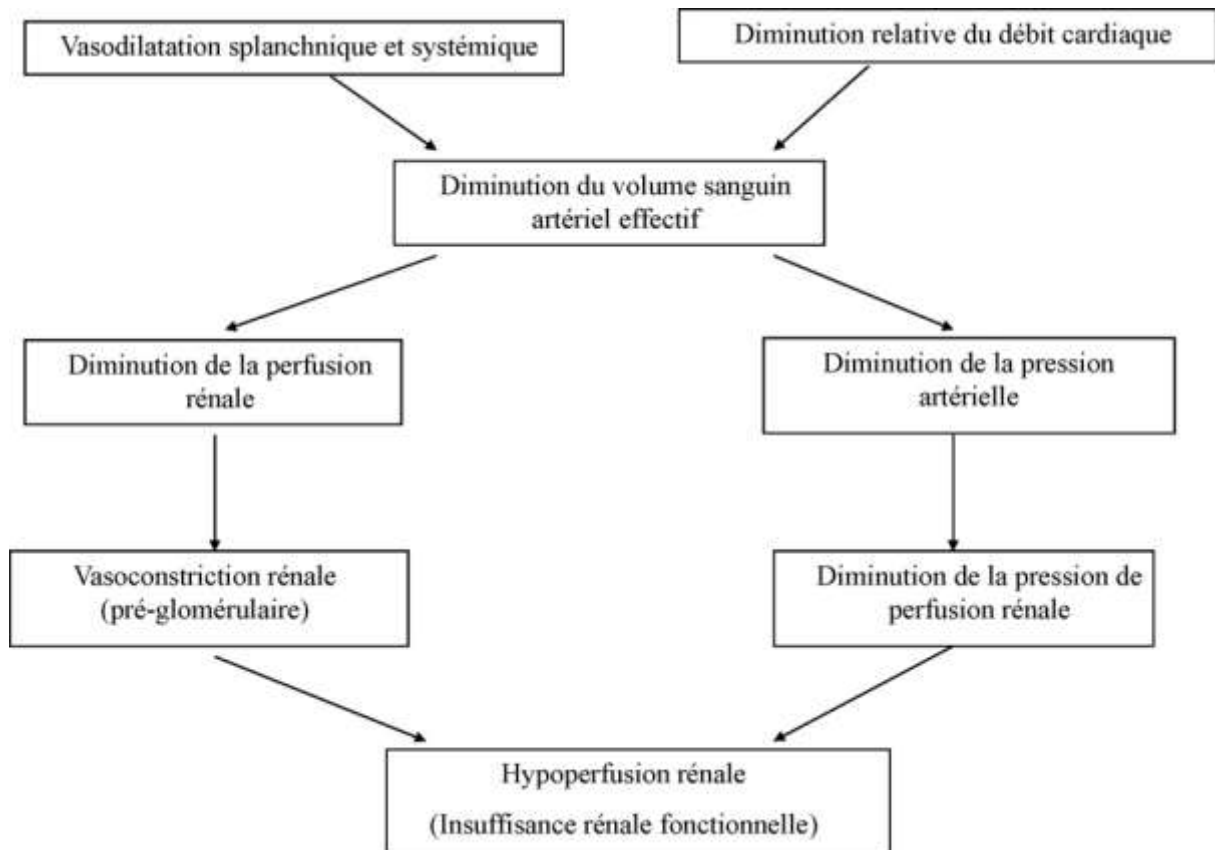 Vasodilatation splanchnique et systémique
Diminution relative du débit cardiaque
Diminution du volume sanguin
artériel effectif
Diminution de la perfusion
rénale
Diminution de la pression
artérielle
Vasoconstriction rénale
(pré-glomérulaire)
Diminution de la pression de
perfusion rénale
Hypoperfusion rénale
(Insuffisance rénale fonctionnelle)